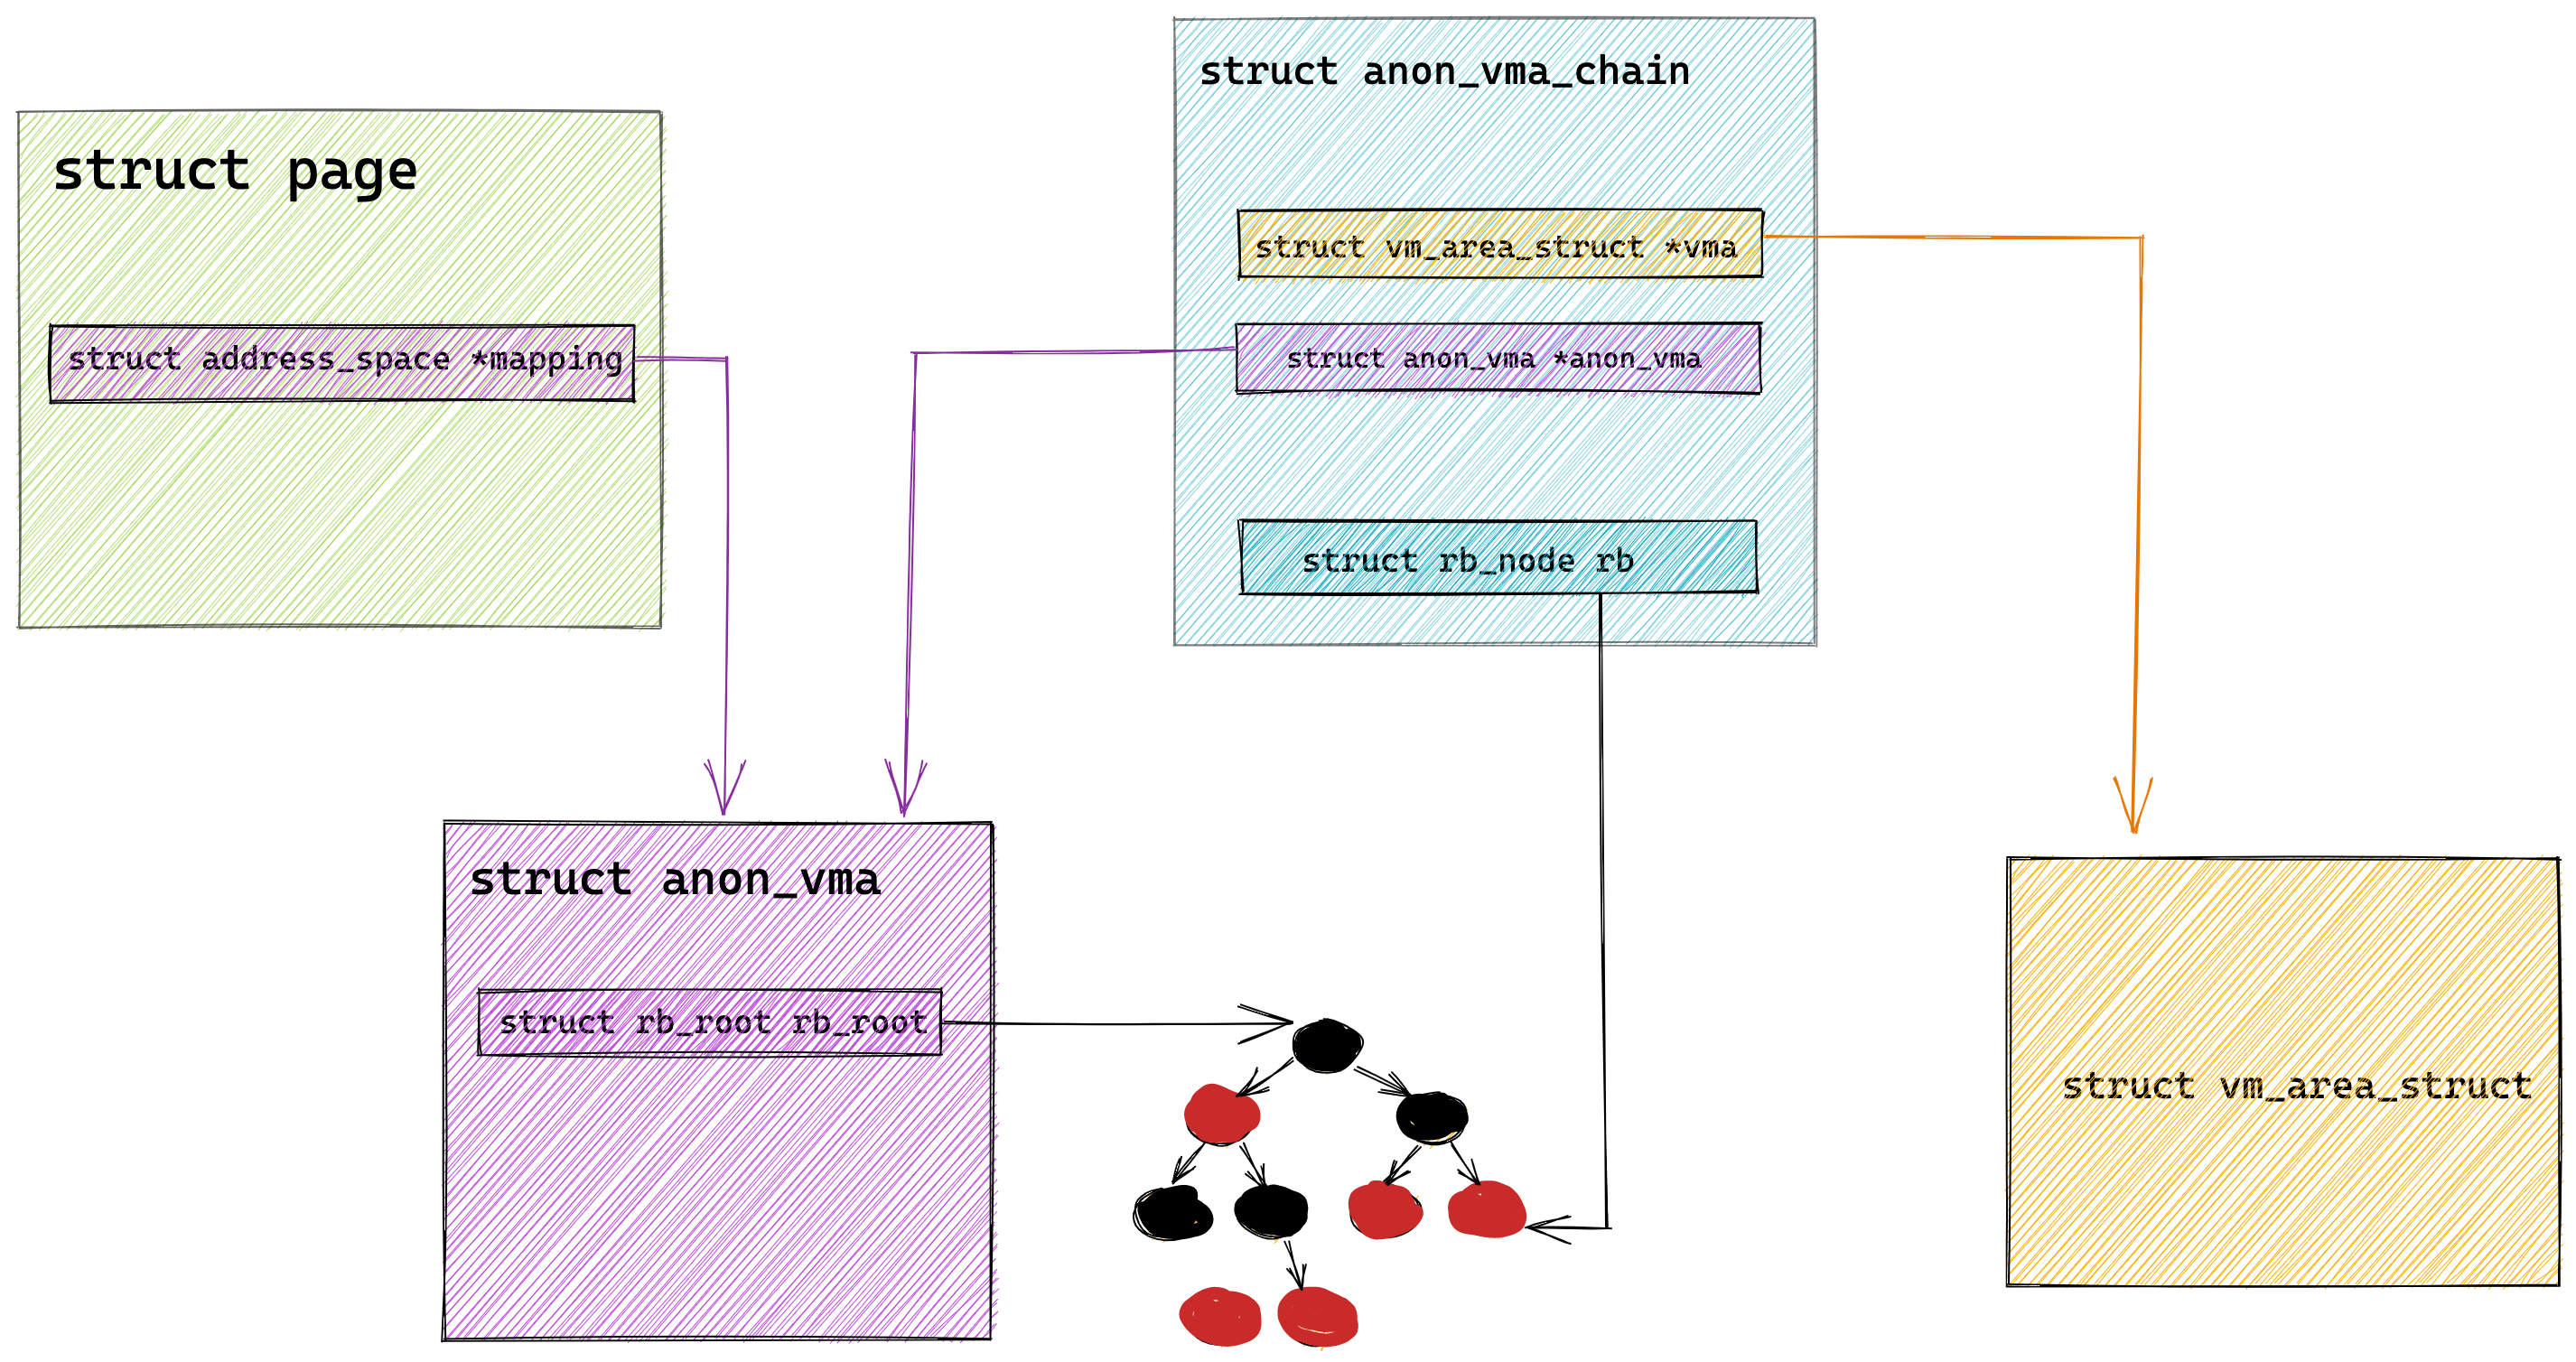 struct anon_vma_chain
struct page
struct vm_area_struct *vma
struct address_space *mapping
struct anon_vma *anon_vma
struct rb_node rb
struct anon_vma
struct rb_root rb_root
struct vm_area_struct